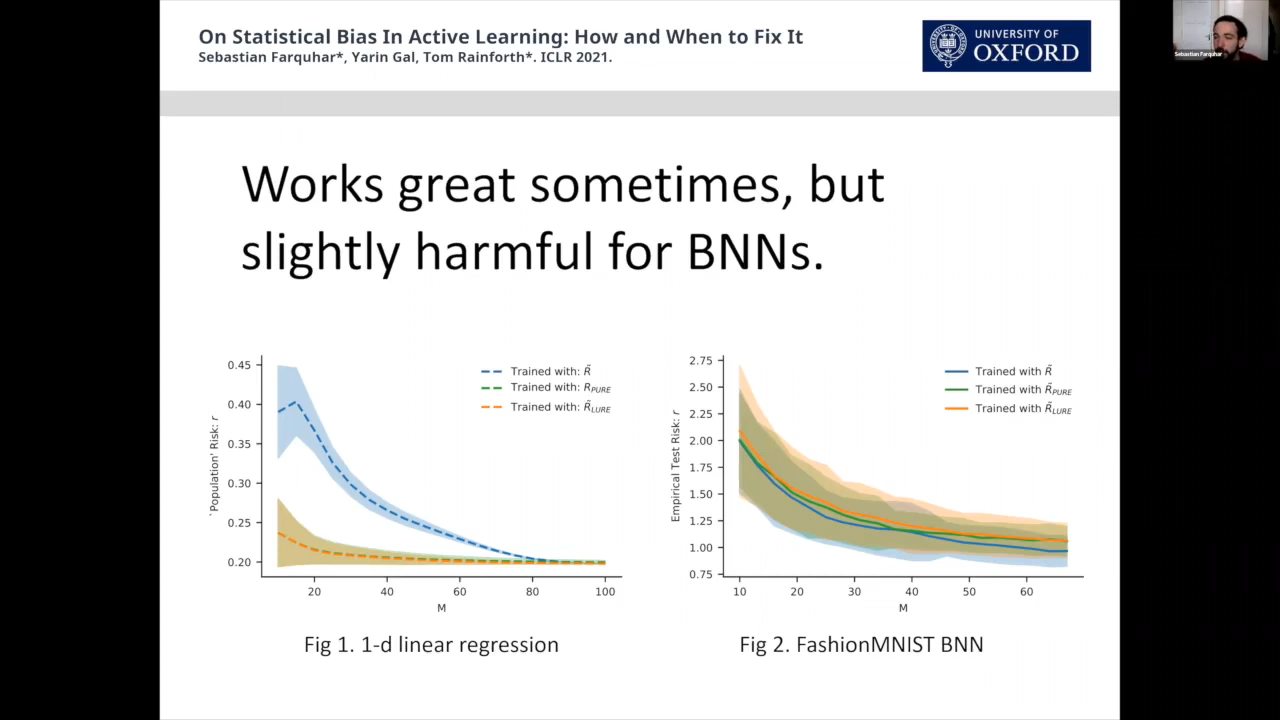 On Statistical Bias In Active Learning: How and When to Fix It
Sebastian Farquhar*, Yarin Gal, Tom Rainforth*. ICLR 2021.
UNIVERSITY OF
OXFORD
Sebastian Farquhar
Works great sometimes, but
slightly harmful for BNNs.
0.45
0.40
0.35
0.30
0.25
0.20
`Population' Risk: r
20
40
60
80
100
M
Trained with: R̃
Trained with: R_PURE
Trained with: R̃_LURE
Fig 1. 1-d linear regression
2.75
2.50
2.25
2.00
1.75
1.50
1.25
1.00
0.75
Empirical Test Risk: r
10
20
30
40
50
60
M
Trained with R̃
Trained with R̃_PURE
Trained with R̃_LURE
Fig 2. FashionMNIST BNN